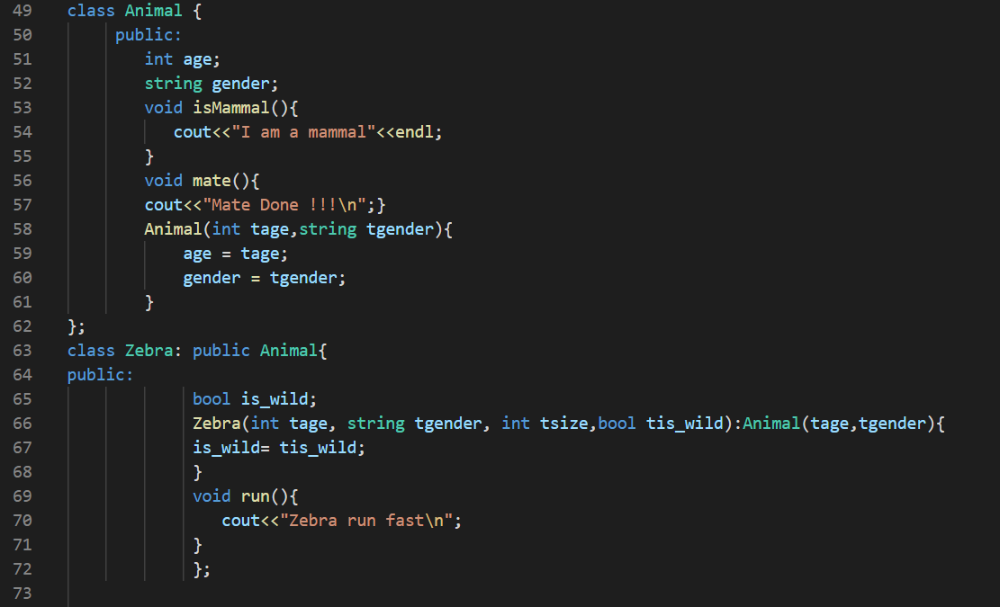 49 class Animal {
50 public:
51 int age;
52 string gender;
53 void isMammal(){
54 cout<<"I am a mammal"<<endl;
55 }
56 void mate(){
57 cout<<"Mate Done !!!\n";}
58 Animal(int tage,string tgender){
59 age = tage;
60 gender = tgender;
61 }
62 };
63 class Zebra: public Animal{
64 public:
65 bool is_wild;
66 Zebra(int tage, string tgender, int tsize,bool tis_wild):Animal(tage,tgender){
67 is_wild= tis_wild;
68 }
69 void run(){
70 cout<<"Zebra run fast\n";
71 }
72 };
73